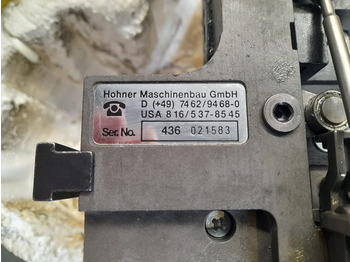 Hohner Maschinenbau GmbH
D (+49) 7462/9468-0
USA 816/537-8545
Ser. No. 436 021583